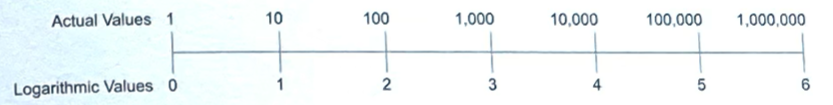 Actual Values 1 10 100 1,000 10,000 100,000 1,000,000
Logarithmic Values 0 1 2 3 4 5 6